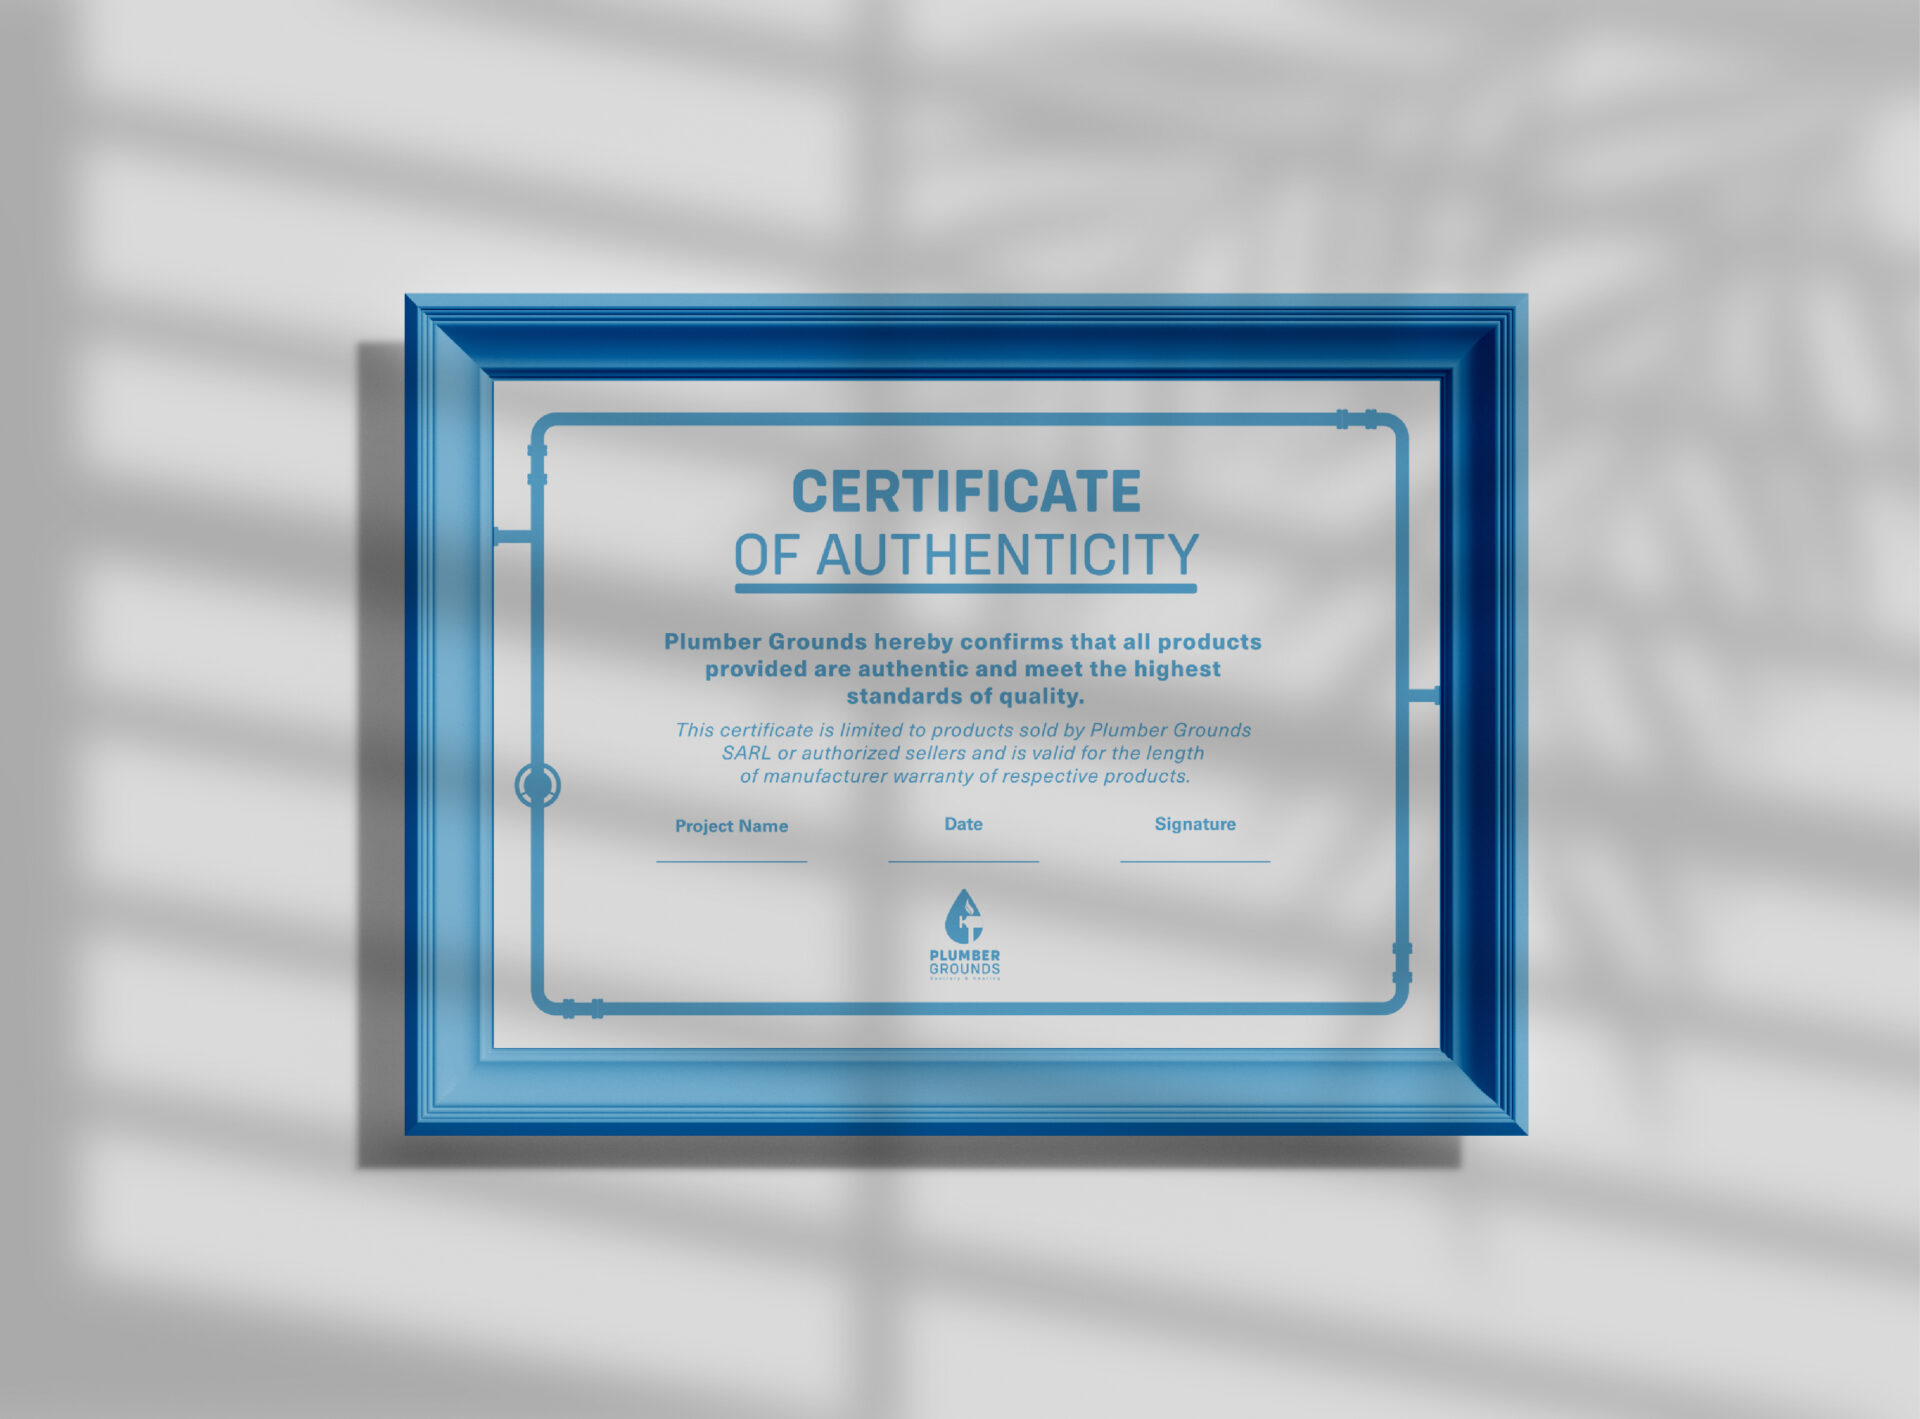 CERTIFICATE
OF AUTHENTICITY
Plumber Grounds hereby confirms that all products
provided are authentic and meet the highest
standards of quality.
This certificate is limited to products sold by Plumber Grounds
SARL or authorized sellers and is valid for the length
of manufacturer warranty of respective products.
Project Name Date Signature
PLUMBER
GROUNDS